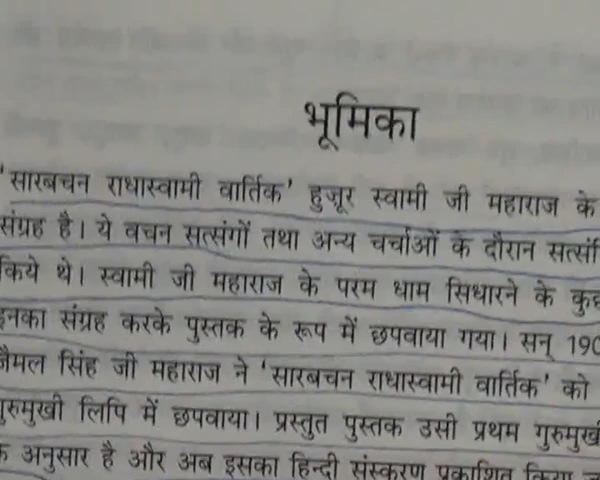 भूमिका
'सारबचन राधास्वामी वार्तिक' हुज़ूर स्वामी जी महाराज के
संग्रह है। ये वचन सत्संगों तथा अन्य चर्चाओं के दौरान
किये थे। स्वामी जी महाराज के परम धाम सिधारने के
इनका संग्रह करके पुस्तक के रूप में छपवाया गया। सन् 190
जैमल सिंह जी महाराज ने 'सारबचन राधास्वामी वार्तिक' को
गुरुमुखी लिपि में छपवाया। प्रस्तुत पुस्तक उसी प्रथम
अनुसार है और अब इसका हिन्दी संस्करण प्रकाशित किया